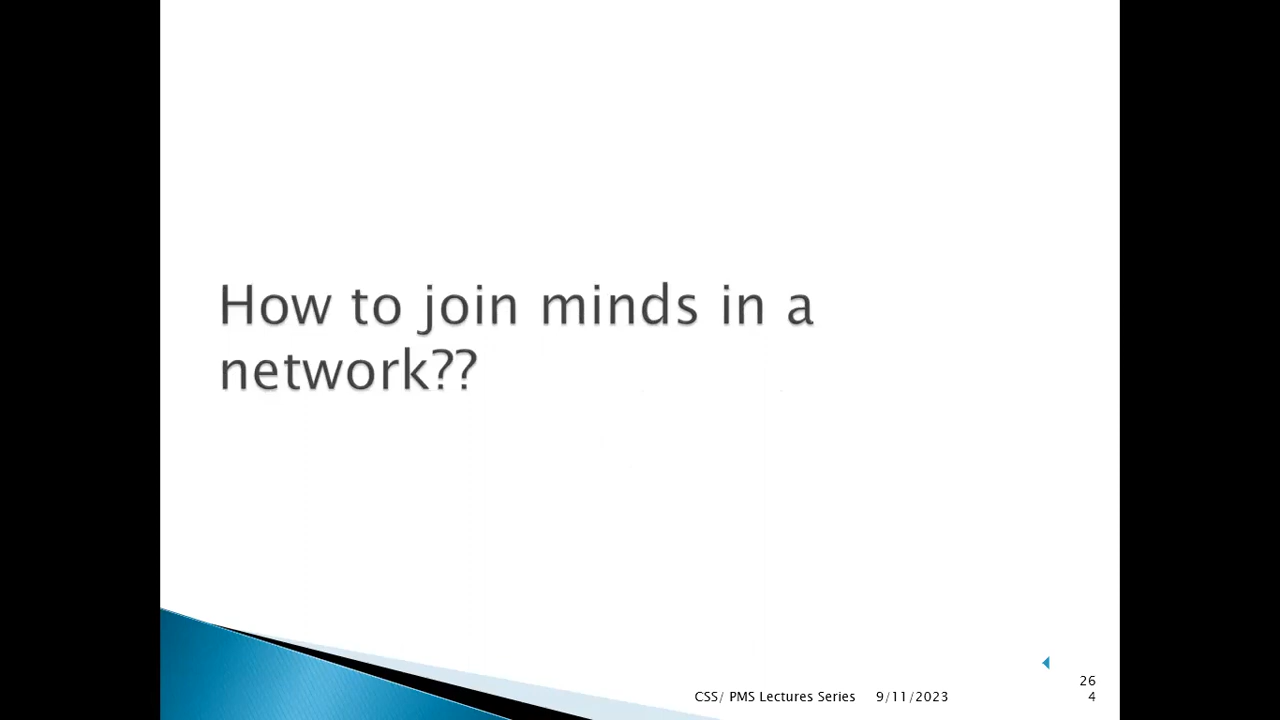 How to join minds in a
network??
CSS/ PMS Lectures Series 9/11/2023
26
4